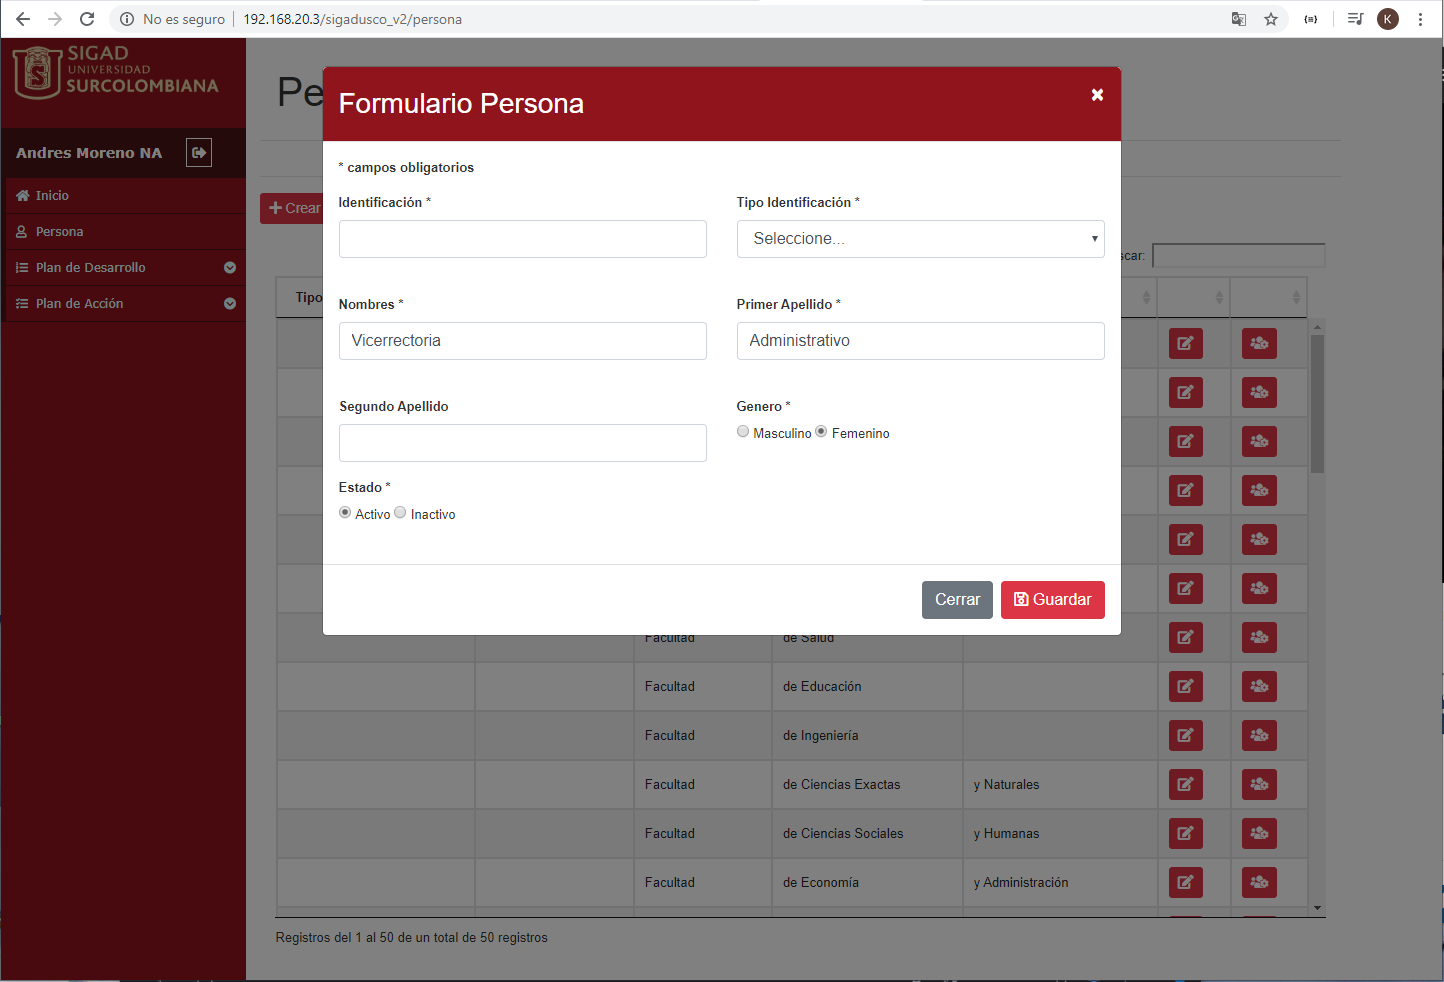 No es seguro | 192.168.20.3/sigadusco_v2/persona
K
SIGAD
UNIVERSIDAD
SURCOLOMBIANA
Andres Moreno NA
Inicio
Persona
Plan de Desarrollo
Plan de Acción
Pe
Crear
Formulario Persona
×
* campos obligatorios
Identificación *
Tipo Identificación *
Seleccione...
Nombres *
Primer Apellido *
Vicerrectoria
Administrativo
Segundo Apellido
Genero *
Masculino Femenino
Estado *
Activo Inactivo
Cerrar
Guardar
scar:
Tipo
Facultad de Salud
Facultad de Educación
Facultad de Ingeniería
Facultad de Ciencias Exactas y Naturales
Facultad de Ciencias Sociales y Humanas
Facultad de Economía y Administración
Registros del 1 al 50 de un total de 50 registros